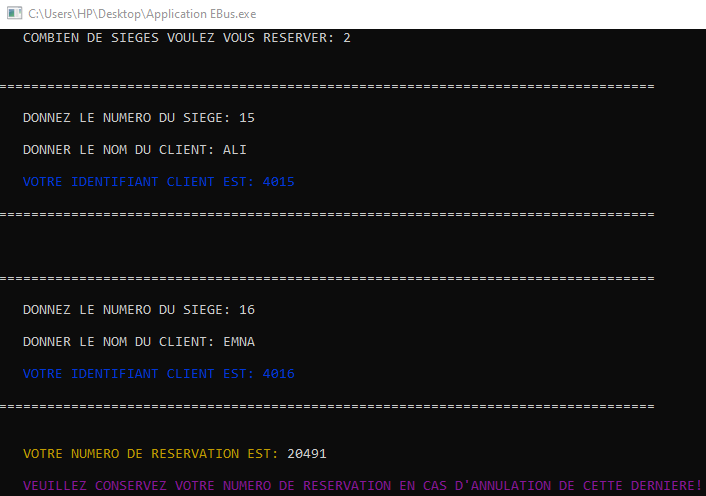 C:\Users\HP\Desktop\Application EBus.exe
COMBIEN DE SIEGES VOULEZ VOUS RESERVER: 2
==================================================================================
DONNEZ LE NUMERO DU SIEGE: 15
DONNER LE NOM DU CLIENT: ALI
VOTRE IDENTIFIANT CLIENT EST: 4015
==================================================================================
==================================================================================
DONNEZ LE NUMERO DU SIEGE: 16
DONNER LE NOM DU CLIENT: EMNA
VOTRE IDENTIFIANT CLIENT EST: 4016
==================================================================================
VOTRE NUMERO DE RESERVATION EST: 20491
VEUILLEZ CONSERVEZ VOTRE NUMERO DE RESERVATION EN CAS D'ANNULATION DE CETTE DERNIERE!